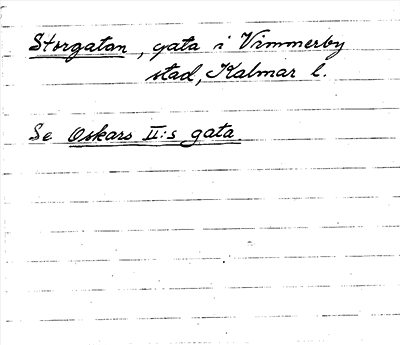 Storgatan, gata i Vimmerby
stad, Kalmar l.
Se Oskars II:s gata.